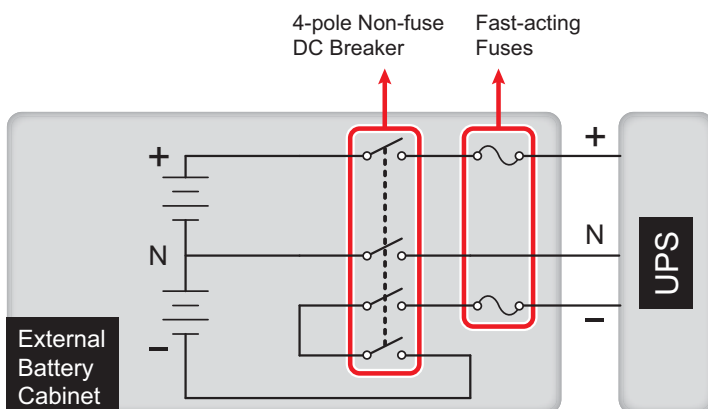 4-pole Non-fuse
DC Breaker
Fast-acting
Fuses
+
+
N
N
UPS
–
–
External
Battery
Cabinet